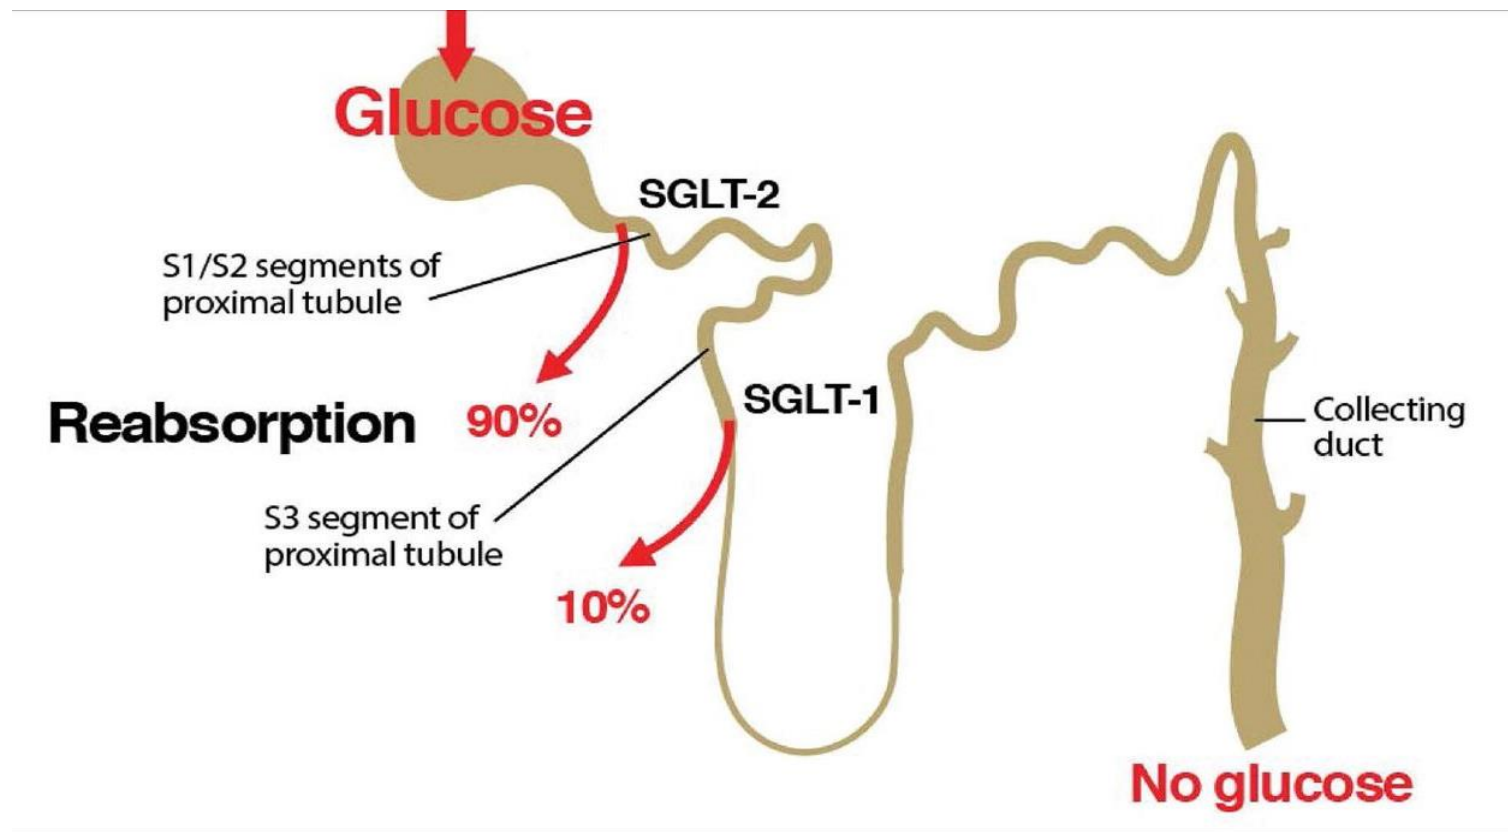 Glucose
SGLT-2
S1/S2 segments of
proximal tubule
Reabsorption
90%
SGLT-1
Collecting
duct
S3 segment of
proximal tubule
10%
No glucose